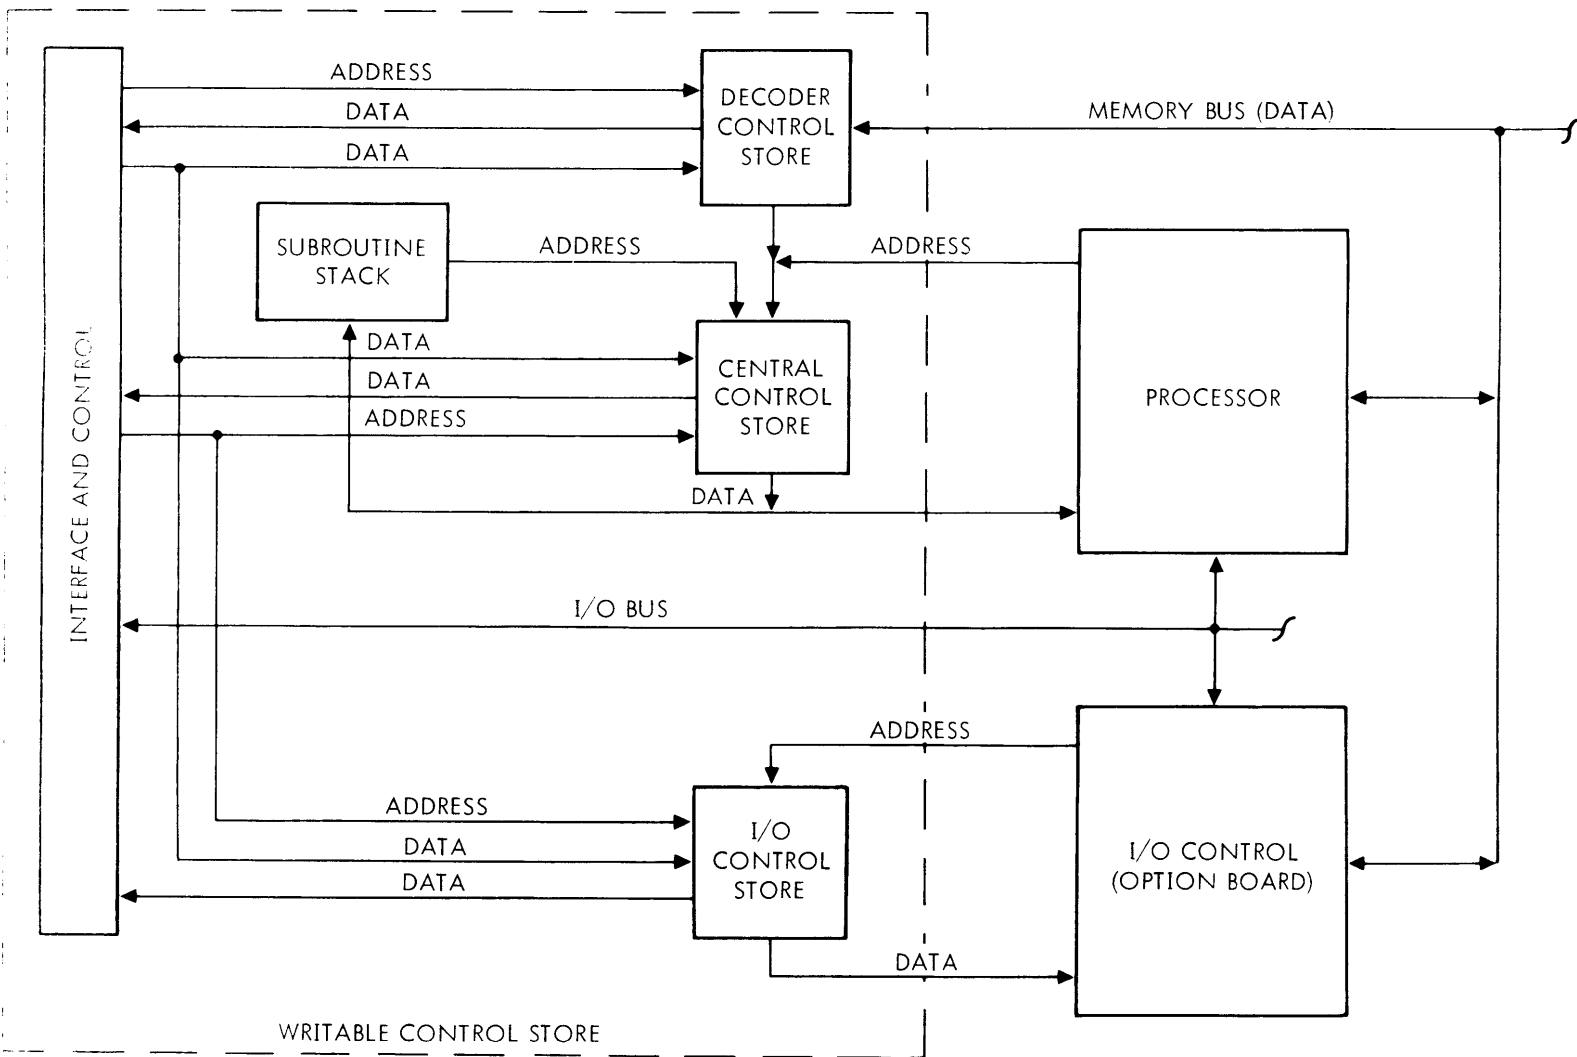 ADDRESS
DATA
DATA
DECODER
CONTROL
STORE
MEMORY BUS (DATA)
SUBROUTINE
STACK
ADDRESS
ADDRESS
INTERFACE AND CONTROL
DATA
DATA
ADDRESS
CENTRAL
CONTROL
STORE
PROCESSOR
DATA
I/O BUS
ADDRESS
ADDRESS
DATA
DATA
I/O
CONTROL
STORE
I/O CONTROL
(OPTION BOARD)
DATA
WRITABLE CONTROL STORE